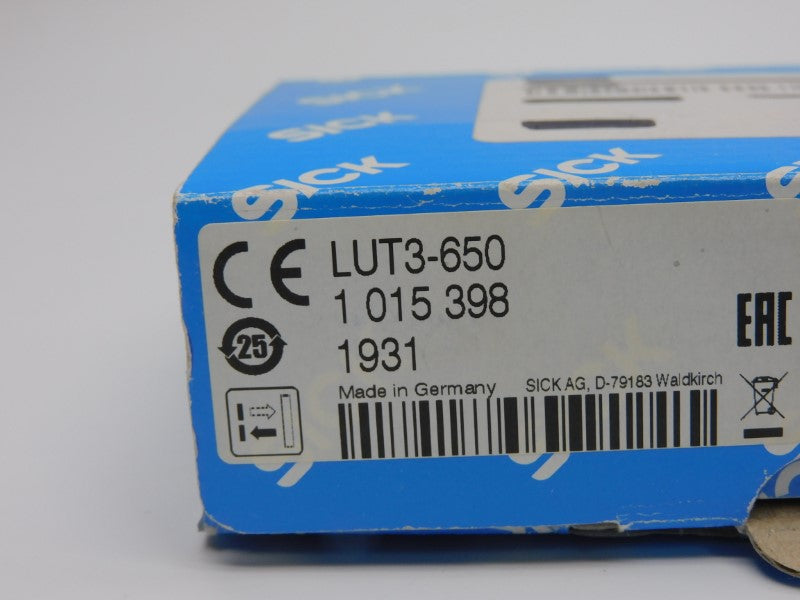 SICK
SICK
SICK SICK
CE LUT3-650
1 015 398
EAC
25
1931
Made in Germany SICK AG, D-79183 Waldkirch